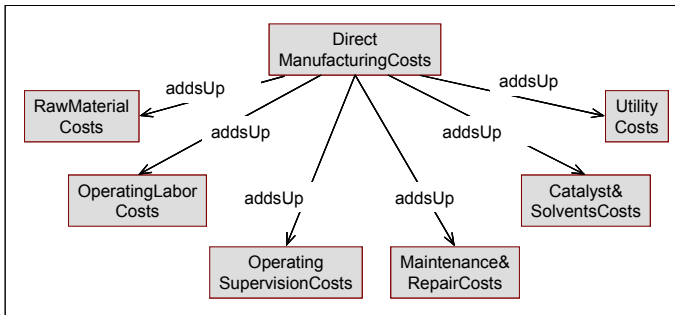 Direct
ManufacturingCosts
addsUp
addsUp
RawMaterial
Costs
Utility
Costs
addsUp
addsUp
OperatingLabor
Costs
Catalyst&
SolventsCosts
addsUp
addsUp
Operating
SupervisionCosts
Maintenance&
RepairCosts